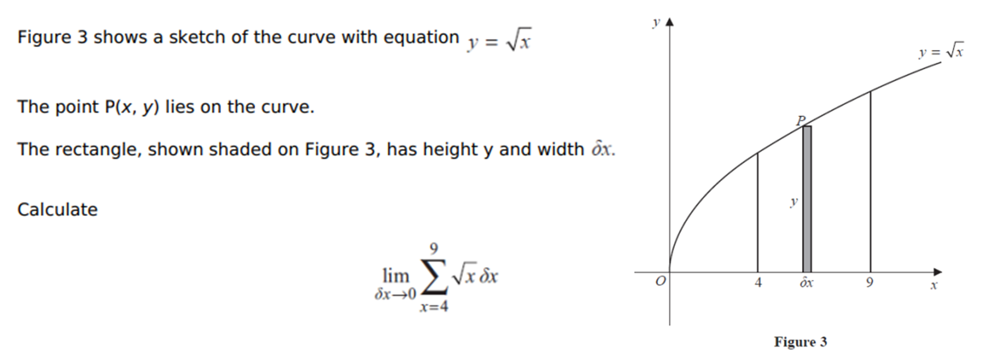 Figure 3 shows a sketch of the curve with equation y = √x
The point P(x, y) lies on the curve.
The rectangle, shown shaded on Figure 3, has height y and width δx.
Calculate
lim δx→0 ∑ x=4 9 √x δx
y
y = √x
P
y
O 4 δx 9 x
Figure 3